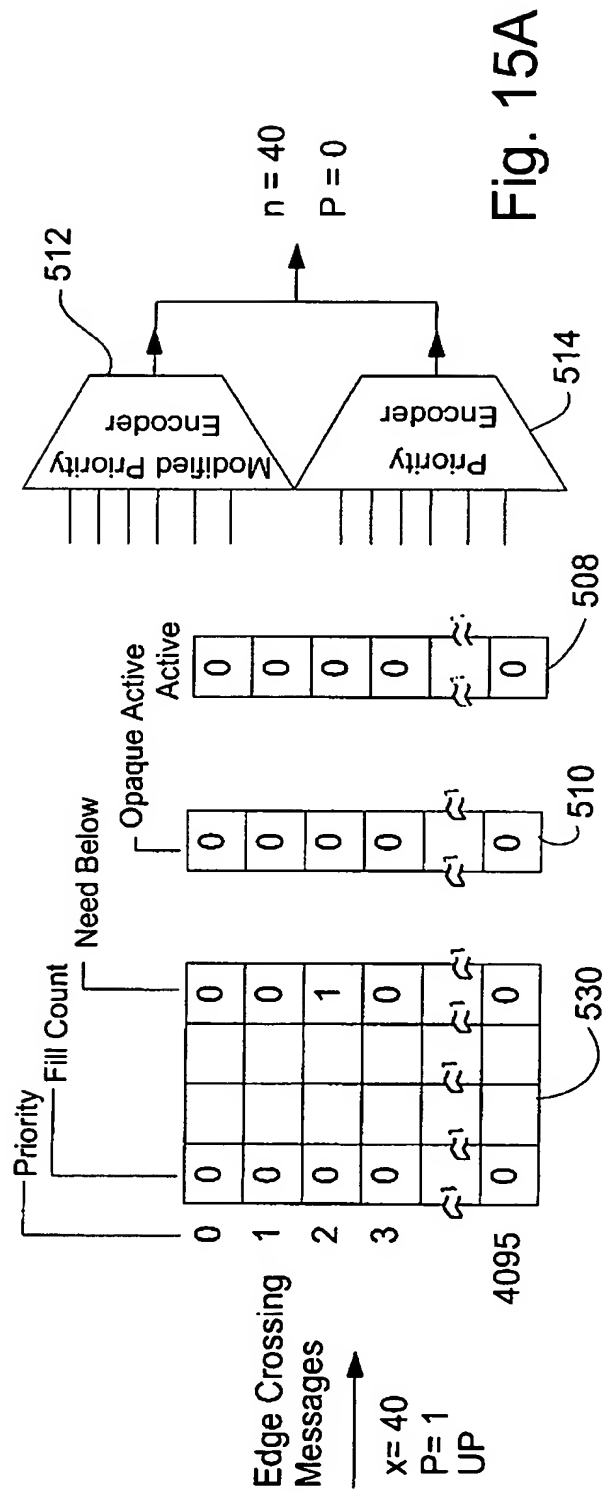 Priority
Fill Count
Need Below
Opaque Active
Active
512
Edge Crossing
Messages
x= 40
P= 1
UP
0 0 0 0 0
1 0 0 0 0
2 0 1 0 0
3 0 0 0 0
4095 0 0 0 0
530
510
508
Modified Priority
Encoder
Priority
Encoder
514
n = 40
P = 0
Fig. 15A